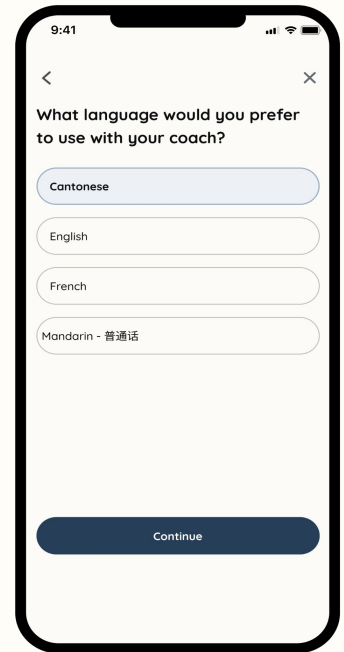 9:41
What language would you prefer
to use with your coach?
Cantonese
English
French
Mandarin - 普通话
Continue